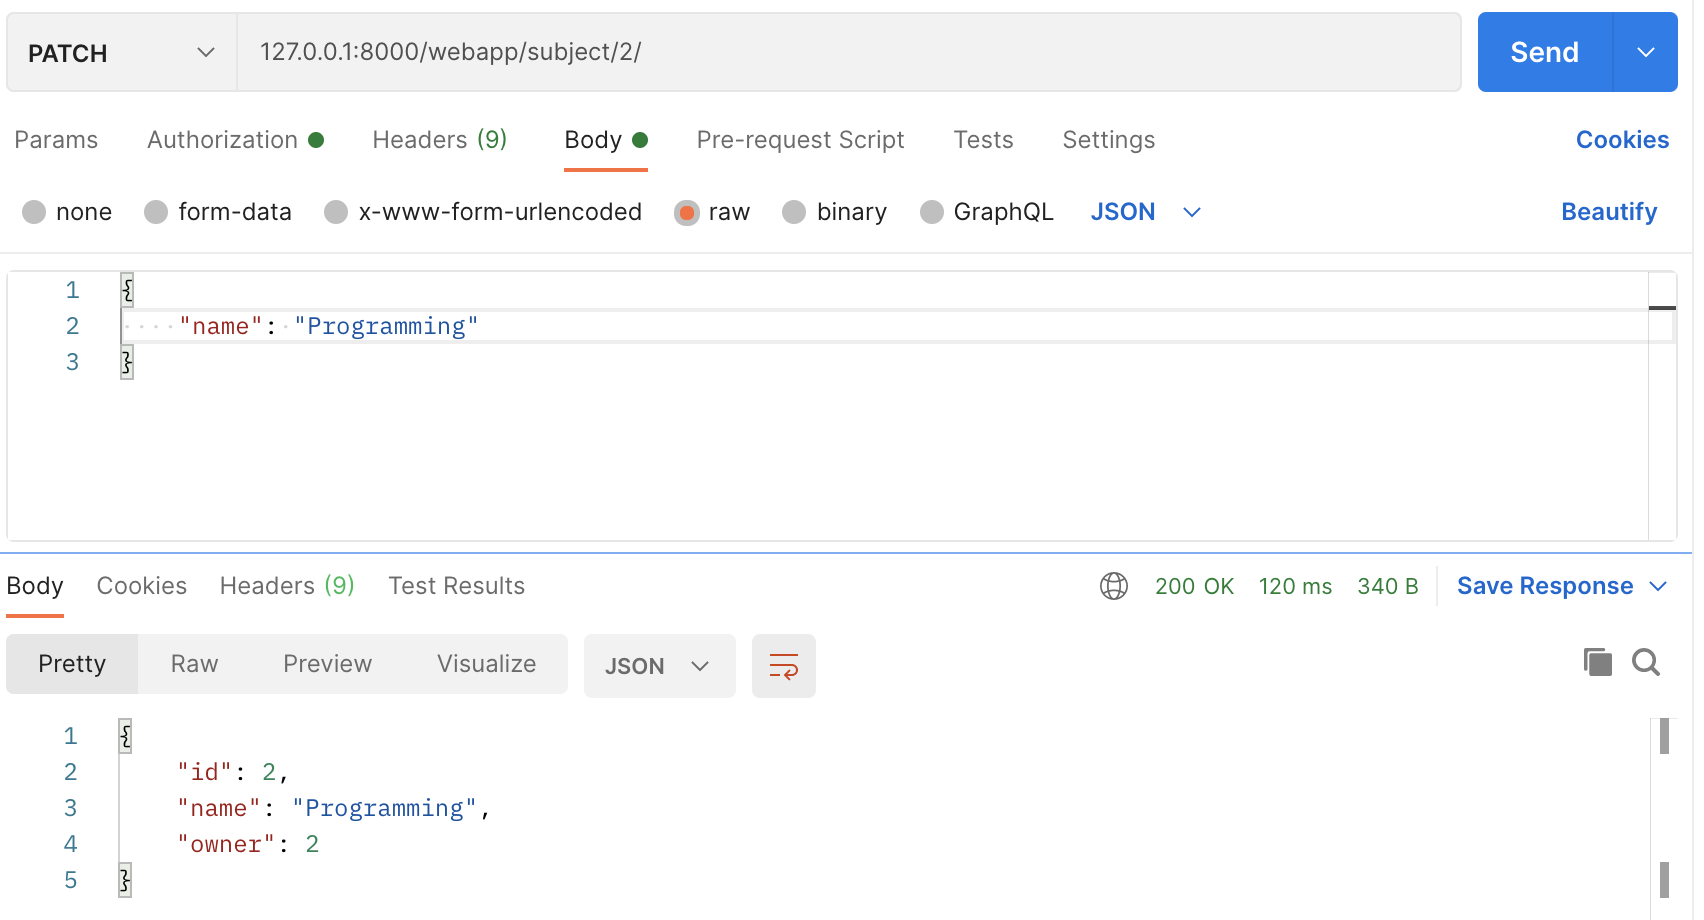 PATCH 127.0.0.1:8000/webapp/subject/2/ Send
Params Authorization Headers (9) Body Pre-request Script Tests Settings Cookies
none form-data x-www-form-urlencoded raw binary GraphQL JSON Beautify
1 {
2 ····"name":·"Programming"
3 }
Body Cookies Headers (9) Test Results 200 OK 120 ms 340 B Save Response
Pretty Raw Preview Visualize JSON
1 {
2 "id": 2,
3 "name": "Programming",
4 "owner": 2
5 }